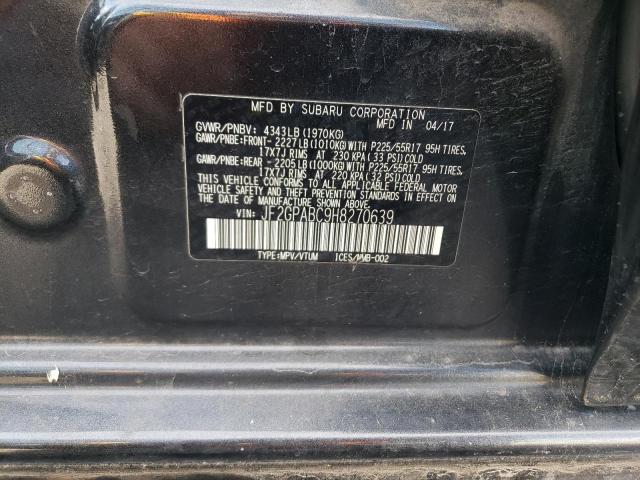 MFD BY SUBARU CORPORATION
MFD IN 04/17
GVWR/PNBV: 4343LB (1970KG)
GAWR/PNBE:FRONT- 2227LB (1010KG) WITH P225/55R17 95H TIRES,
17X7J RIMS AT 230 KPA(33 PSI)COLD
GAWR/PNBE:REAR - 2205LB (1000KG) WITH P225/55R17 95H TIRES,
17X7J RIMS AT 220 KPA(32 PSI)COLD
THIS VEHICLE CONFORMS TO ALL APPLICABLE FEDERAL MOTOR
VEHICLE SAFETY AND THEFT PREVENTION STANDARDS IN EFFECT ON
THE DATE OF MANUFACTURE SHOWN ABOVE.
VIN: JF2GPABC9H8270639
TYPE:MPV/VTUM ICES/NMB-002